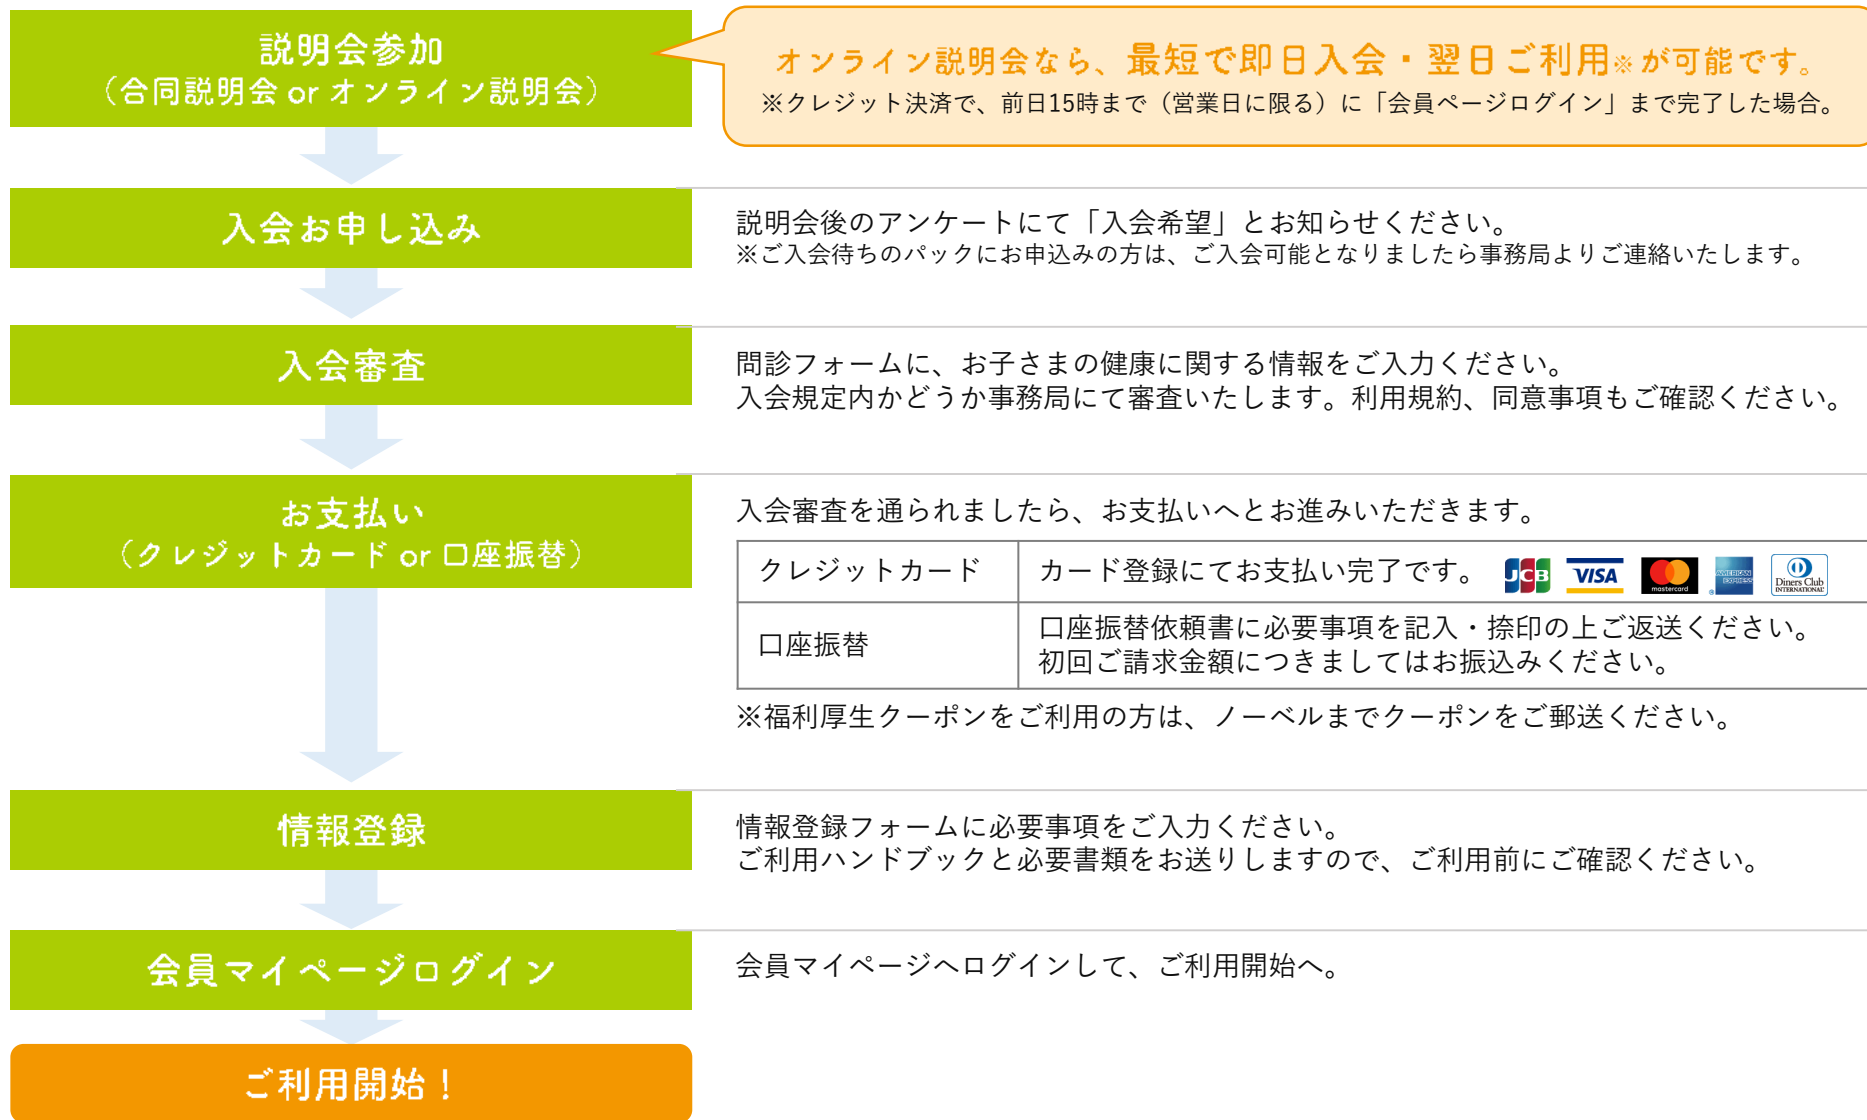 説明会参加
（合同説明会 or オンライン説明会）
オンライン説明会なら、最短で即日入会・翌日ご利用※が可能です。
※クレジット決済で、前日15時まで（営業日に限る）に「会員ページログイン」まで完了した場合。
入会お申し込み
説明会後のアンケートにて「入会希望」とお知らせください。
※ご入会待ちのパックにお申込みの方は、ご入会可能となりましたら事務局よりご連絡いたします。
入会審査
問診フォームに、お子さまの健康に関する情報をご入力ください。
入会規定内かどうか事務局にて審査いたします。利用規約、同意事項もご確認ください。
お支払い
（クレジットカード or 口座振替）
入会審査を通られましたら、お支払いへとお進みいただきます。
クレジットカード
カード登録にてお支払い完了です。
JCB
VISA
mastercard
AMERICAN
EXPRESS
Diners Club
INTERNATIONAL
口座振替
口座振替依頼書に必要事項を記入・捺印の上ご返送ください。
初回ご請求金額につきましてはお振込みください。
※福利厚生クーポンをご利用の方は、ノーベルまでクーポンをご郵送ください。
情報登録
情報登録フォームに必要事項をご入力ください。
ご利用ハンドブックと必要書類をお送りしますので、ご利用前にご確認ください。
会員マイページログイン
会員マイページへログインして、ご利用開始へ。
ご利用開始！